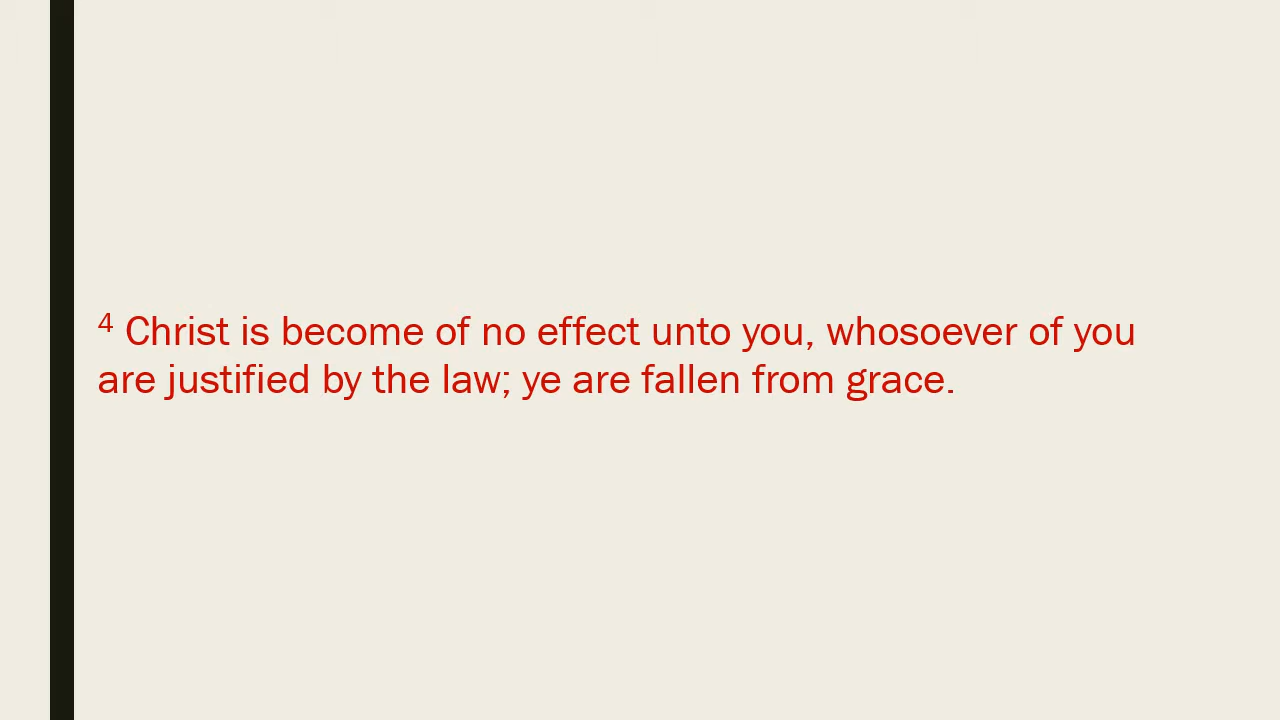 ⁴ Christ is become of no effect unto you, whosoever of you
are justified by the law; ye are fallen from grace.